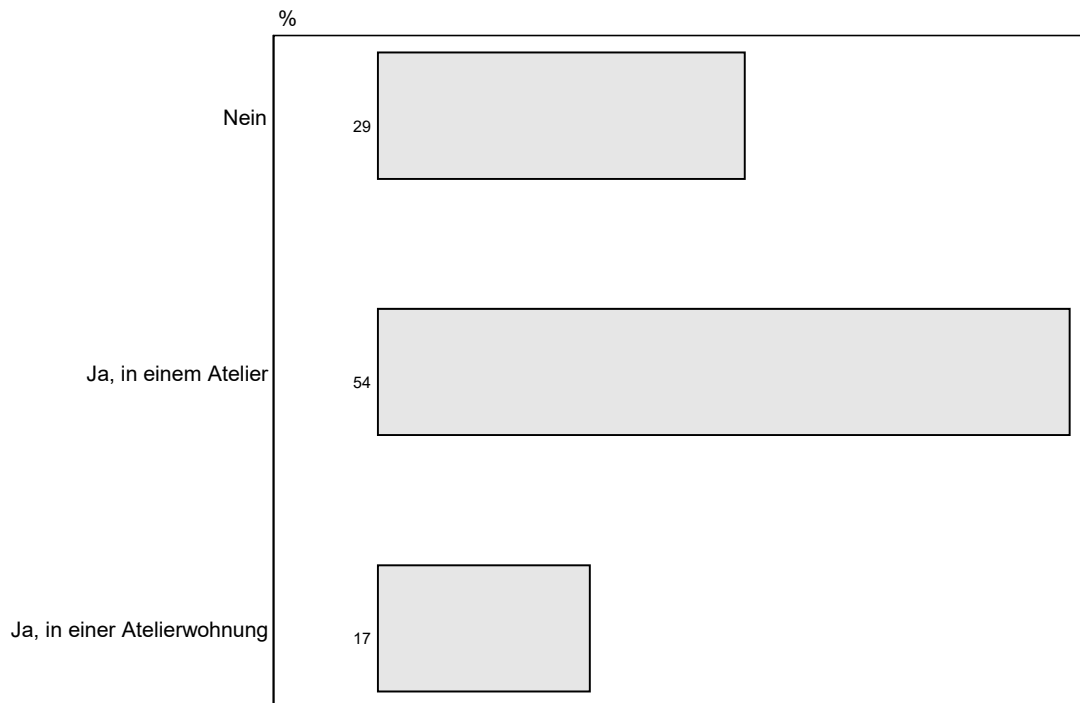 %
Nein
29
Ja, in einem Atelier
54
Ja, in einer Atelierwohnung
17